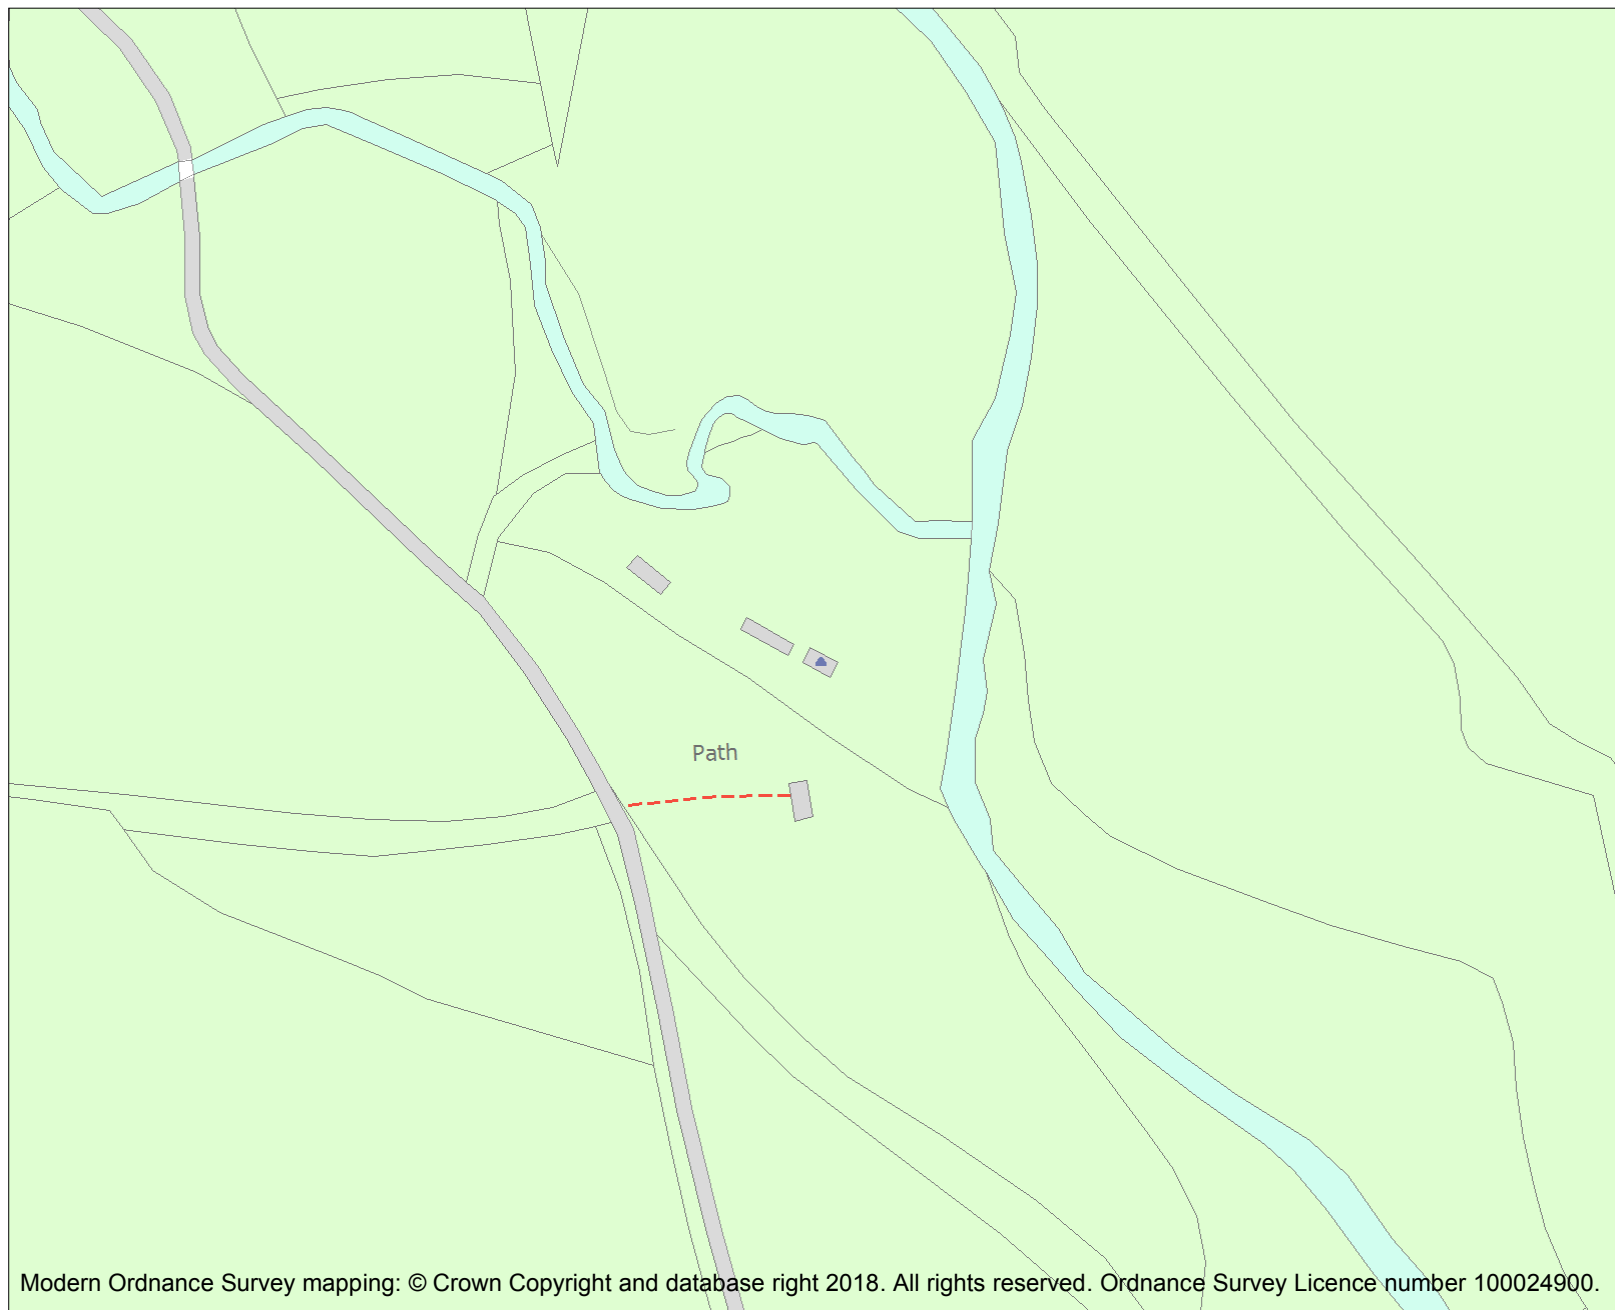 Path
Modern Ordnance Survey mapping: © Crown Copyright and database right 2018. All rights reserved. Ordnance Survey Licence number 100024900.